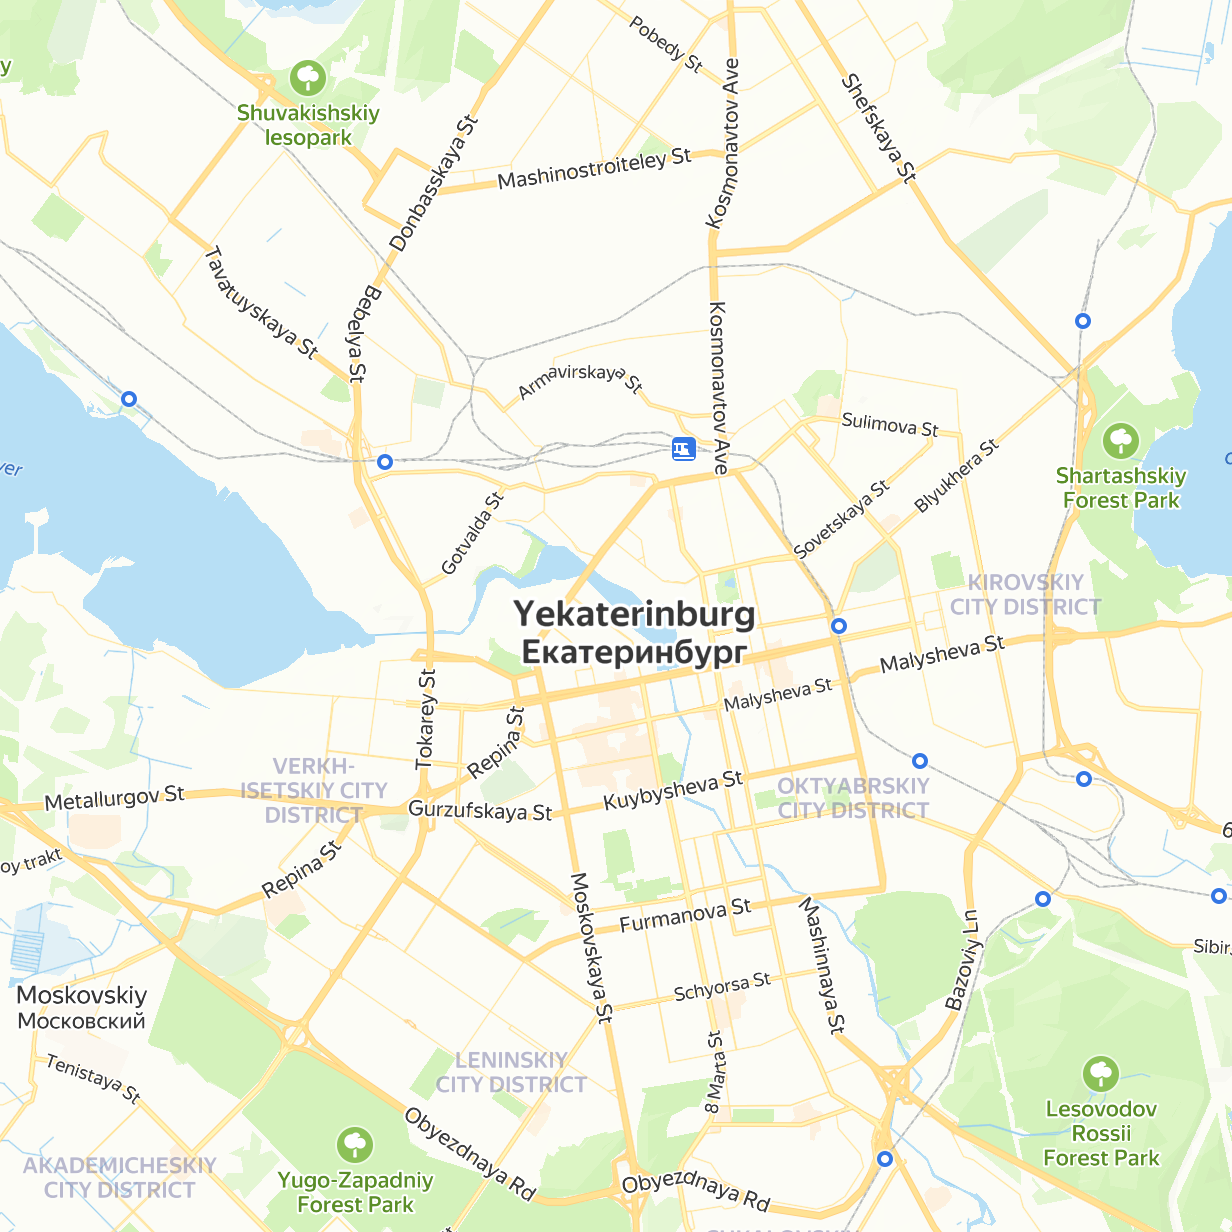 Pobedy St
Shuvakishskiy
lesopark
Kosmonavtov Ave
Shefskaya St
Donbasskaya St
Mashinostroiteley St
Tavatuyskaya St
Bebelya St
Kosmonavtov Ave
Armavirskaya St
Sulimova St
Blyukhera St
Shartashskiy
Forest Park
Gotvalda St
Sovetskaya St
KIROVSKIY
CITY DISTRICT
Yekaterinburg
Екатеринбург
Malysheva St
Malysheva St
Tokarey St
Repina St
VERKH-
ISETSKIY CITY
DISTRICT
Metallurgov St
Gurzufskaya St
Kuybysheva St
OKTYABRSKIY
CITY DISTRICT
oy trakt
Repina St
Moskovskaya St
Furmanova St
Mashinnaya St
Bazoviy Ln
Sibirs
Moskovskiy
Московский
Schyorsa St
Tenistaya St
LENINSKIY
CITY DISTRICT
8 Marta St
Lesovodov
Rossii
Forest Park
Obyezdnaya Rd
AKADEMICHESKIY
CITY DISTRICT
Yugo-Zapadniy
Forest Park
Obyezdnaya Rd